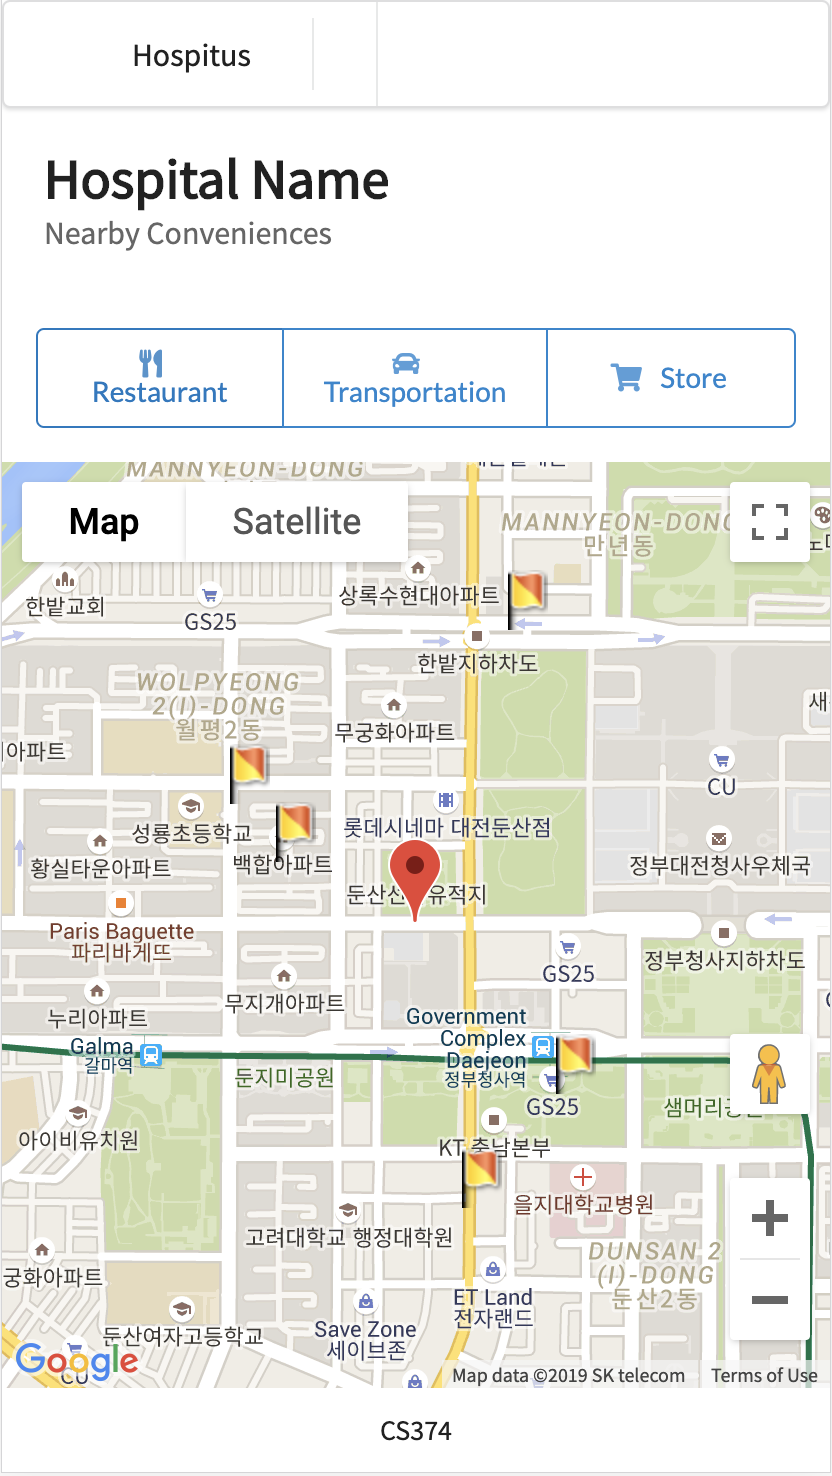 Hospitus
Hospital Name
Nearby Conveniences
Restaurant
Transportation
Store
MANNYEON-DONG
Map
Satellite
MANNYEON-DONG
만년동
한밭교회
GS25
상록수현대아파트
한밭지하차도
WOLPYEONG
2(I)-DONG
월평2동
무궁화아파트
새
아파트
CU
성룡초등학교
롯데시네마 대전둔산점
황실타운아파트
백합아파트
정부대전청사우체국
둔산선 유적지
Paris Baguette
파리바게뜨
GS25
정부청사지하차도
누리아파트
무지개아파트
Government
Complex
Daejeon
정부청사역
Galma
갈마역
둔지미공원
GS25
샘머리공원
아이비유치원
KT 충남본부
을지대학교병원
고려대학교 행정대학원
DUNSAN 2
(I)-DONG
둔산2동
궁화아파트
ET Land
전자랜드
둔산여자고등학교
Save Zone
세이브존
CU
Google
Map data ©2019 SK telecom
Terms of Use
CS374